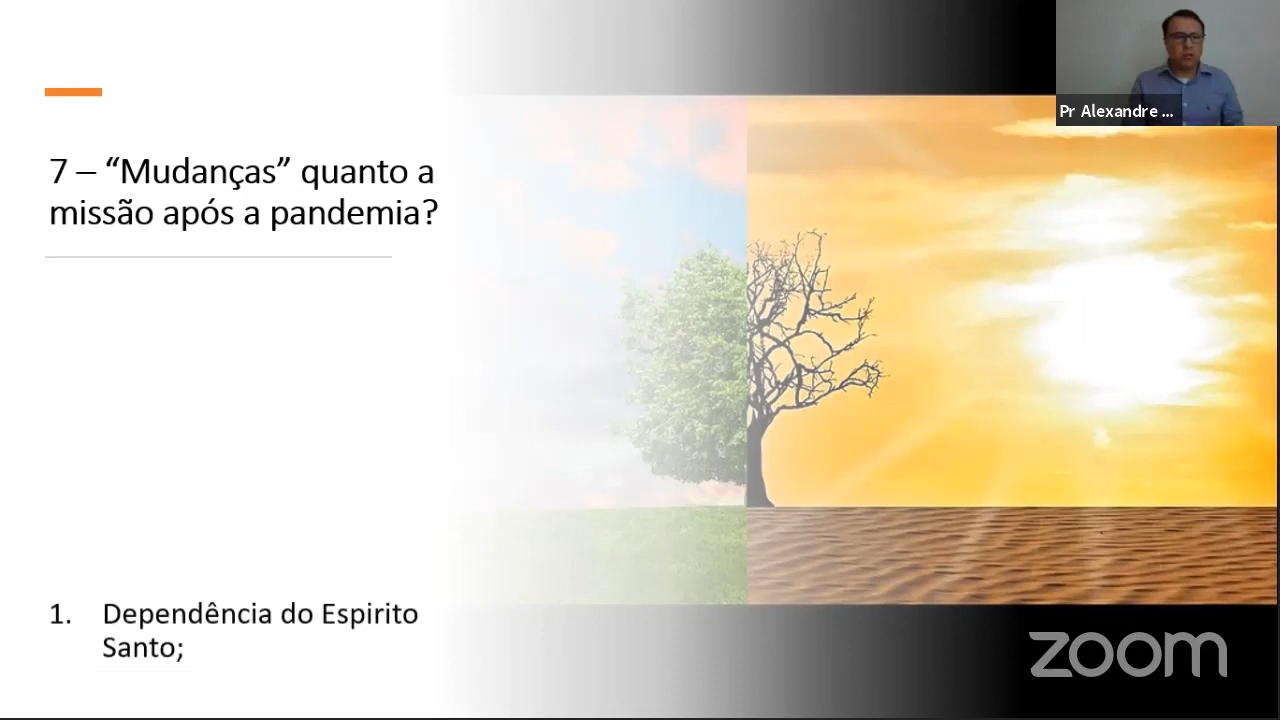 Pr Alexandre ...
7 – “Mudanças” quanto a
missão após a pandemia?
1. Dependência do Espirito
Santo;
zoom